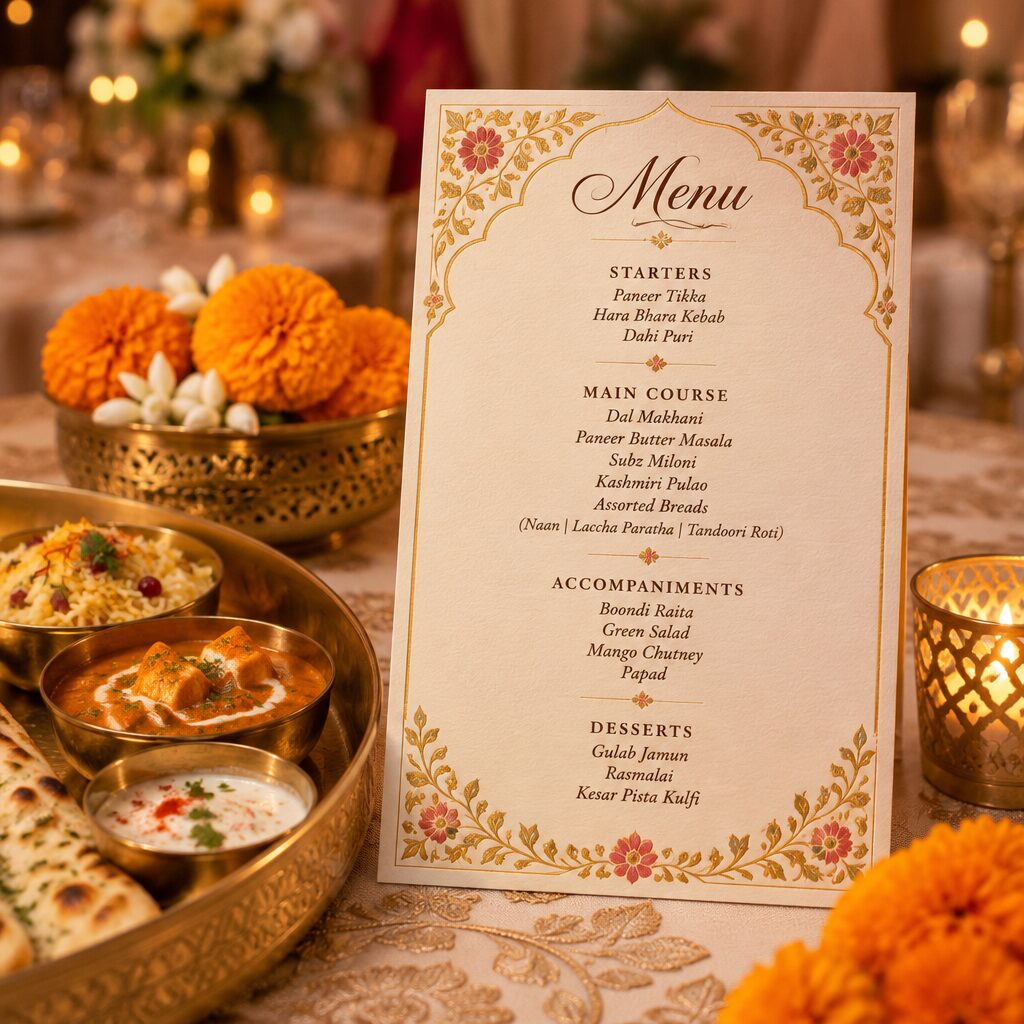 Menu
STARTERS
Paneer Tikka
Hara Bhara Kebab
Dahi Puri
MAIN COURSE
Dal Makhani
Paneer Butter Masala
Subz Miloni
Kashmiri Pulao
Assorted Breads
(Naan | Laccha Paratha | Tandoori Roti)
ACCOMPANIMENTS
Boondi Raita
Green Salad
Mango Chutney
Papad
DESSERTS
Gulab Jamun
Rasmalai
Kesar Pista Kulfi